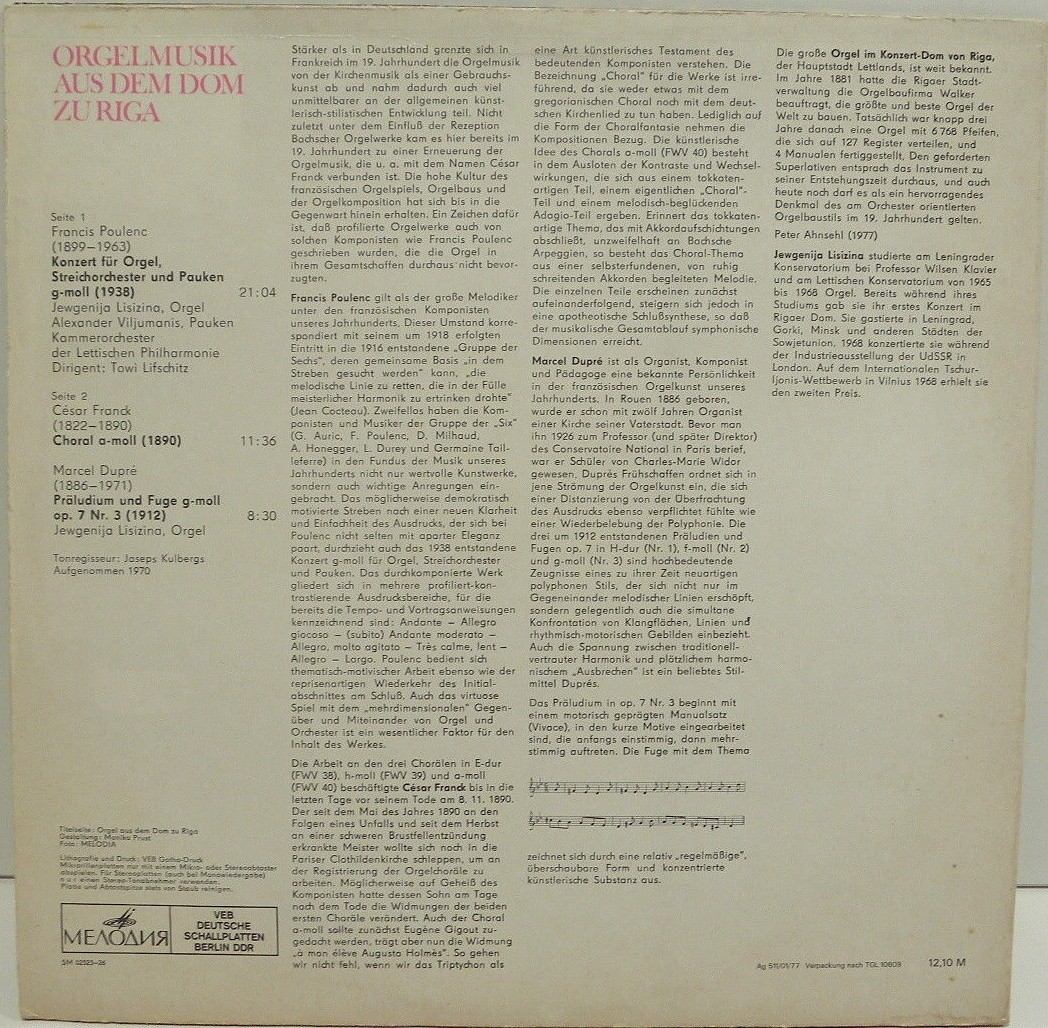 ORGELMUSIK
AUS DEM DOM
ZU RIGA
Seite 1
Francis Poulenc
(1899—1963)
Konzert für Orgel,
Streichorchester und Pauken
g-moll (1938) 21:04
Jewgenija Lisizina, Orgel
Alexander Viljumanis, Pauken
Kammerorchester
der Lettischen Philharmonie
Dirigent: Towi Lifschitz
Seite 2
César Franck
(1822—1890)
Choral a-moll (1890) 11:36
Marcel Dupré
(1886—1971)
Präludium und Fuge g-moll
op. 7 Nr. 3 (1912) 8:30
Jewgenija Lisizina, Orgel
Tonregisseur: Jaseps Kulbergs
Aufgenommen 1970
Titelseite: Orgel aus dem Dom zu Riga
Gestaltung: Monika Prust
Foto: MELODIA
Lithografie und Druck: VEB Gotha-Druck
Mikrorillenplatten nur mit einem Mikro- oder Stereoabtaster
abspielen. Für Stereoplatten (auch bei Monowiedergabe)
nur einen Stereo-Tonabnehmer verwenden.
Platte und Abtastspitze stets von Staub reinigen.
МЕЛОДИЯ
VEB
DEUTSCHE
SCHALLPLATTEN
BERLIN DDR
SM 02525—26
Stärker als in Deutschland grenzte sich in
Frankreich im 19. Jahrhundert die Orgelmusik
von der Kirchenmusik als einer Gebrauchs-
kunst ab und nahm dadurch auch viel
unmittelbarer an der allgemeinen künst-
lerisch-stilistischen Entwicklung teil. Nicht
zuletzt unter dem Einfluß der Rezeption
Bachscher Orgelwerke kam es hier bereits im
19. Jahrhundert zu einer Erneuerung der
Orgelmusik, die u. a. mit dem Namen César
Franck verbunden ist. Die hohe Kultur des
französischen Orgelspiels, Orgelbaus und
der Orgelkomposition hat sich bis in die
Gegenwart hinein erhalten. Ein Zeichen dafür
ist, daß profilierte Orgelwerke auch von
solchen Komponisten wie Francis Poulenc
geschrieben wurden, die die Orgel in
ihrem Gesamtschaffen durchaus nicht bevor-
zugten.
Francis Poulenc gilt als der große Melodiker
unter den französischen Komponisten
unseres Jahrhunderts. Dieser Umstand korre-
spondiert mit seinem um 1918 erfolgten
Eintritt in die 1916 entstandene „Gruppe der
Sechs“, deren gemeinsame Basis „in dem
Streben gesucht werden“ kann, „die
melodische Linie zu retten, die in der Fülle
meisterlicher Harmonik zu ertrinken drohte“
(Jean Cocteau). Zweifellos haben die Kom-
ponisten und Musiker der Gruppe der „Six“
(G. Auric, F. Poulenc, D. Milhaud,
A. Honegger, L. Durey und Germaine Taill-
leferre) in den Fundus der Musik unseres
Jahrhunderts nicht nur wertvolle Kunstwerke,
sondern auch wichtige Anregungen ein-
gebracht. Das möglicherweise demokratisch
motivierte Streben nach einer neuen Klarheit
und Einfachheit des Ausdrucks, der sich bei
Poulenc nicht selten mit aparter Eleganz
paart, durchzieht auch das 1938 entstandene
Konzert g-moll für Orgel, Streichorchester
und Pauken. Das durchkomponierte Werk
gliedert sich in mehrere profiliert-kon-
trastierende Ausdrucksbereiche, für die
bereits die Tempo- und Vortragsanweisungen
kennzeichnend sind: Andante — Allegro
giocoso — (subito) Andante moderato —
Allegro, molto agitato — Très calme, lent —
Allegro — Largo. Poulenc bedient sich
thematisch-motivischer Arbeit ebenso wie der
reprisenartigen Wiederkehr des Initial-
abschnittes am Schluß. Auch das virtuose
Spiel mit dem „mehrdimensionalen“ Gegen-
über und Miteinander von Orgel und
Orchester ist ein wesentlicher Faktor für den
Inhalt des Werkes.
Die Arbeit an den drei Chorälen in E-dur
(FWV 38), h-moll (FWV 39) und a-moll
(FWV 40) beschäftigte César Franck bis in die
letzten Tage vor seinem Tode am 8. 11. 1890.
Der seit dem Mai des Jahres 1890 an den
Folgen eines Unfalls und seit dem Herbst
an einer schweren Brustfellentzündung
erkrankte Meister wollte sich noch in die
Pariser Clothildenkirche schleppen, um an
der Registrierung der Orgelchoräle zu
arbeiten. Möglicherweise auf Geheiß des
Komponisten hatte dessen Sohn am Tage
nach dem Tode die Widmungen der beiden
ersten Choräle verändert. Auch der Choral
a-moll sollte zunächst Eugène Gigout zu-
gedacht werden, trägt aber nun die Widmung
„à mon élève Augusta Holmès“. So gehen
wir nicht fehl, wenn wir das Triptychon als
eine Art künstlerisches Testament des
bedeutenden Komponisten verstehen. Die
Bezeichnung „Choral“ für die Werke ist irre-
führend, da sie weder etwas mit dem
gregorianischen Choral noch mit dem deut-
schen Kirchenlied zu tun haben. Lediglich auf
die Form der Choralfantasie nehmen die
Kompositionen Bezug. Die künstlerische
Idee des Chorals a-moll (FWV 40) besteht
in dem Ausloten der Kontraste und Wechsel-
wirkungen, die sich aus einem tokkaten-
artigen Teil, einem eigentlichen „Choral“-
Teil und einem melodisch-beglückenden
Adagio-Teil ergeben. Erinnert das tokkaten-
artige Thema, das mit Akkordaufschichtungen
abschließt, unzweifelhaft an Bachsche
Arpeggien, so besteht das Choral-Thema
aus einer selbsterfundenen, von ruhig
schreitenden Akkorden begleiteten Melodie.
Die einzelnen Teile erscheinen zunächst
aufeinanderfolgend, steigern sich jedoch in
eine apotheotische Schlußsynthese, so daß
der musikalische Gesamtablauf symphonische
Dimensionen erreicht.
Marcel Dupré ist als Organist, Komponist
und Pädagoge eine bekannte Persönlichkeit
in der französischen Orgelkunst unseres
Jahrhunderts. In Rouen 1886 geboren,
wurde er schon mit zwölf Jahren Organist
einer Kirche seiner Vaterstadt. Bevor man
ihn 1926 zum Professor (und später Direktor)
des Conservatoire National in Paris berief,
war er Schüler von Charles-Marie Widor
gewesen. Duprés Frühschaffen ordnet sich in
jene Strömung der Orgelkunst ein, die sich
einer Distanzierung von der Überfrachtung
des Ausdrucks ebenso verpflichtet fühlte wie
einer Wiederbelebung der Polyphonie. Die
drei um 1912 entstandenen Präludien und
Fugen op. 7 in H-dur (Nr. 1), f-moll (Nr. 2)
und g-moll (Nr. 3) sind hochbedeutende
Zeugnisse eines zu ihrer Zeit neuartigen
polyphonen Stils, der sich nicht nur im
Gegeneinander melodischer Linien erschöpft,
sondern gelegentlich auch die simultane
Konfrontation von Klangflächen, Linien und
rhythmisch-motorischen Gebilden einbezieht.
Auch die Spannung zwischen traditionell-
vertrauter Harmonik und plötzlichem harmo-
nischem „Ausbrechen“ ist ein beliebtes Stil-
mittel Duprés.
Das Präludium in op. 7 Nr. 3 beginnt mit
einem motorisch geprägten Manualsatz
(Vivace), in den kurze Motive eingearbeitet
sind, die anfangs einstimmig, dann mehr-
stimmig auftreten. Die Fuge mit dem Thema
zeichnet sich durch eine relativ „regelmäßige“,
überschaubare Form und konzentrierte
künstlerische Substanz aus.
Die große Orgel im Konzert-Dom von Riga,
der Hauptstadt Lettlands, ist weit bekannt.
Im Jahre 1881 hatte die Rigaer Stadt-
verwaltung die Orgelbaufirma Walker
beauftragt, die größte und beste Orgel der
Welt zu bauen. Tatsächlich war knapp drei
Jahre danach eine Orgel mit 6 768 Pfeifen,
die sich auf 127 Register verteilen, und
4 Manualen fertiggestellt. Den geforderten
Superlativen entsprach das Instrument zu
seiner Entstehungszeit durchaus, und auch
heute noch darf es als ein hervorragendes
Denkmal des am Orchester orientierten
Orgelbaustils im 19. Jahrhundert gelten.
Peter Ahnsehl (1977)
Jewgenija Lisizina studierte am Leningrader
Konservatorium bei Professor Wilsen Klavier
und am Lettischen Konservatorium von 1965
bis 1968 Orgel. Bereits während ihres
Studiums gab sie ihr erstes Konzert im
Rigaer Dom. Sie gastierte in Leningrad,
Gorki, Minsk und anderen Städten der
Sowjetunion. 1968 konzertierte sie während
der Industrieausstellung der UdSSR in
London. Auf dem Internationalen Tschur-
ljonis-Wettbewerb in Vilnius 1968 erhielt sie
den zweiten Preis.
Ag 511/01/77 Verpackung nach TGL 10609 12,10 M